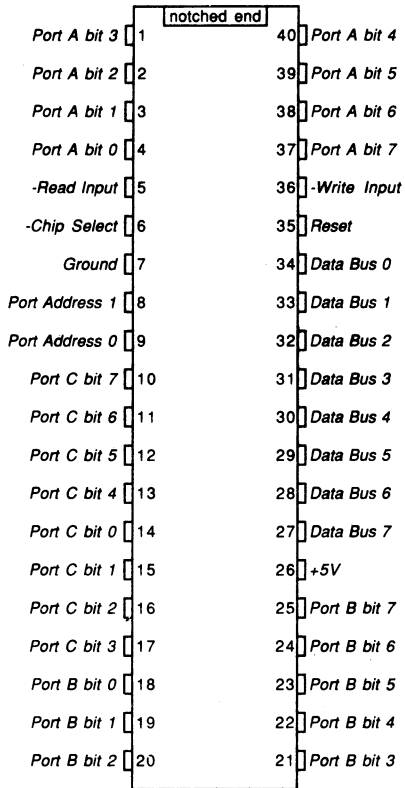 notched end
Port A bit 3 1 40 Port A bit 4
Port A bit 2 2 39 Port A bit 5
Port A bit 1 3 38 Port A bit 6
Port A bit 0 4 37 Port A bit 7
-Read Input 5 36 -Write Input
-Chip Select 6 35 Reset
Ground 7 34 Data Bus 0
Port Address 1 8 33 Data Bus 1
Port Address 0 9 32 Data Bus 2
Port C bit 7 10 31 Data Bus 3
Port C bit 6 11 30 Data Bus 4
Port C bit 5 12 29 Data Bus 5
Port C bit 4 13 28 Data Bus 6
Port C bit 0 14 27 Data Bus 7
Port C bit 1 15 26 +5V
Port C bit 2 16 25 Port B bit 7
Port C bit 3 17 24 Port B bit 6
Port B bit 0 18 23 Port B bit 5
Port B bit 1 19 22 Port B bit 4
Port B bit 2 20 21 Port B bit 3